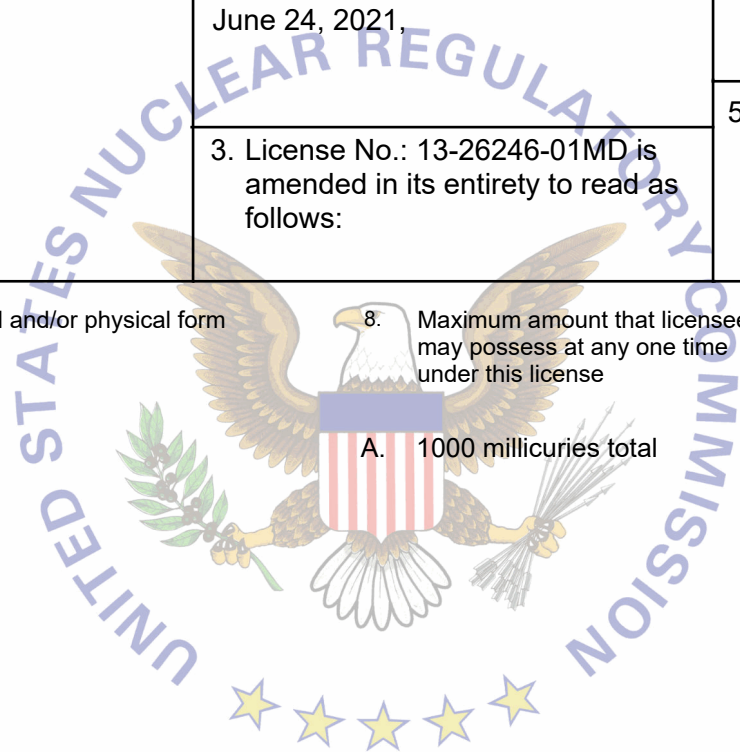 June 24, 2021,
5
3. License No.: 13-26246-01MD is
amended in its entirety to read as
follows:
and/or physical form
8. Maximum amount that licensee
may possess at any one time
under this license
A. 1000 millicuries total
UNITED STATES NUCLEAR REGULATORY COMMISSION